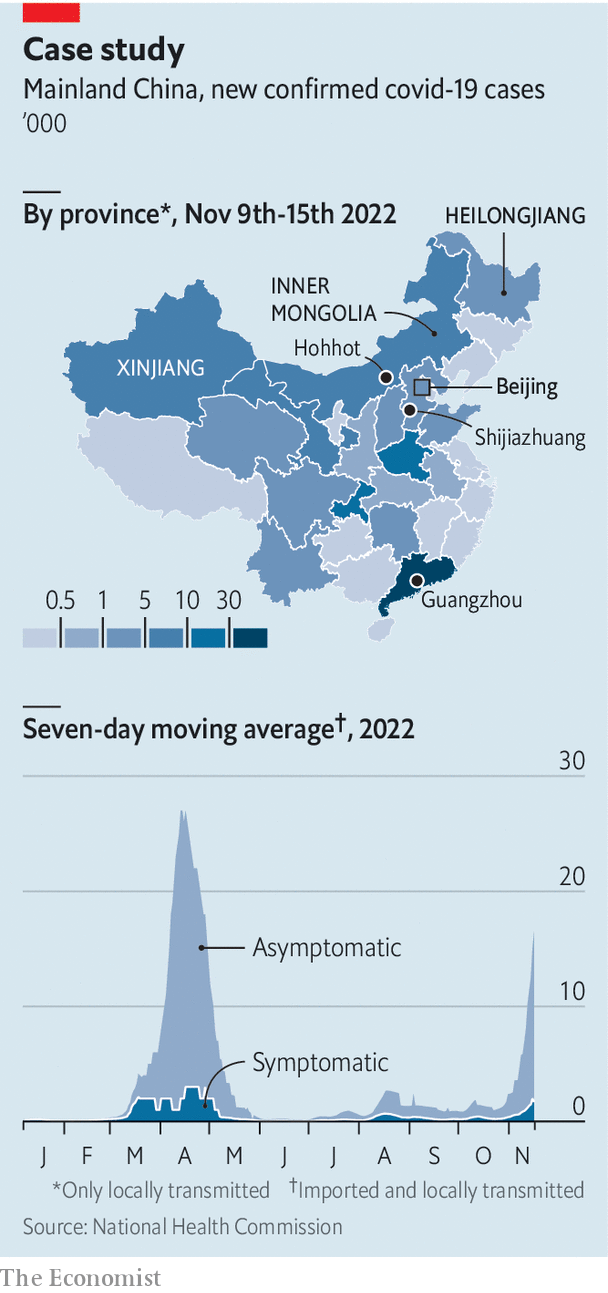 Case study
Mainland China, new confirmed covid-19 cases
'000
By province*, Nov 9th-15th 2022
HEILONGJIANG
INNER
MONGOLIA
Hohhot
XINJIANG
Beijing
Shijiazhuang
0.5 1 5 10 30
Guangzhou
Seven-day moving average†, 2022
30
20
Asymptomatic
10
Symptomatic
0
J F M A M J J A S O N
*Only locally transmitted †Imported and locally transmitted
Source: National Health Commission
The Economist